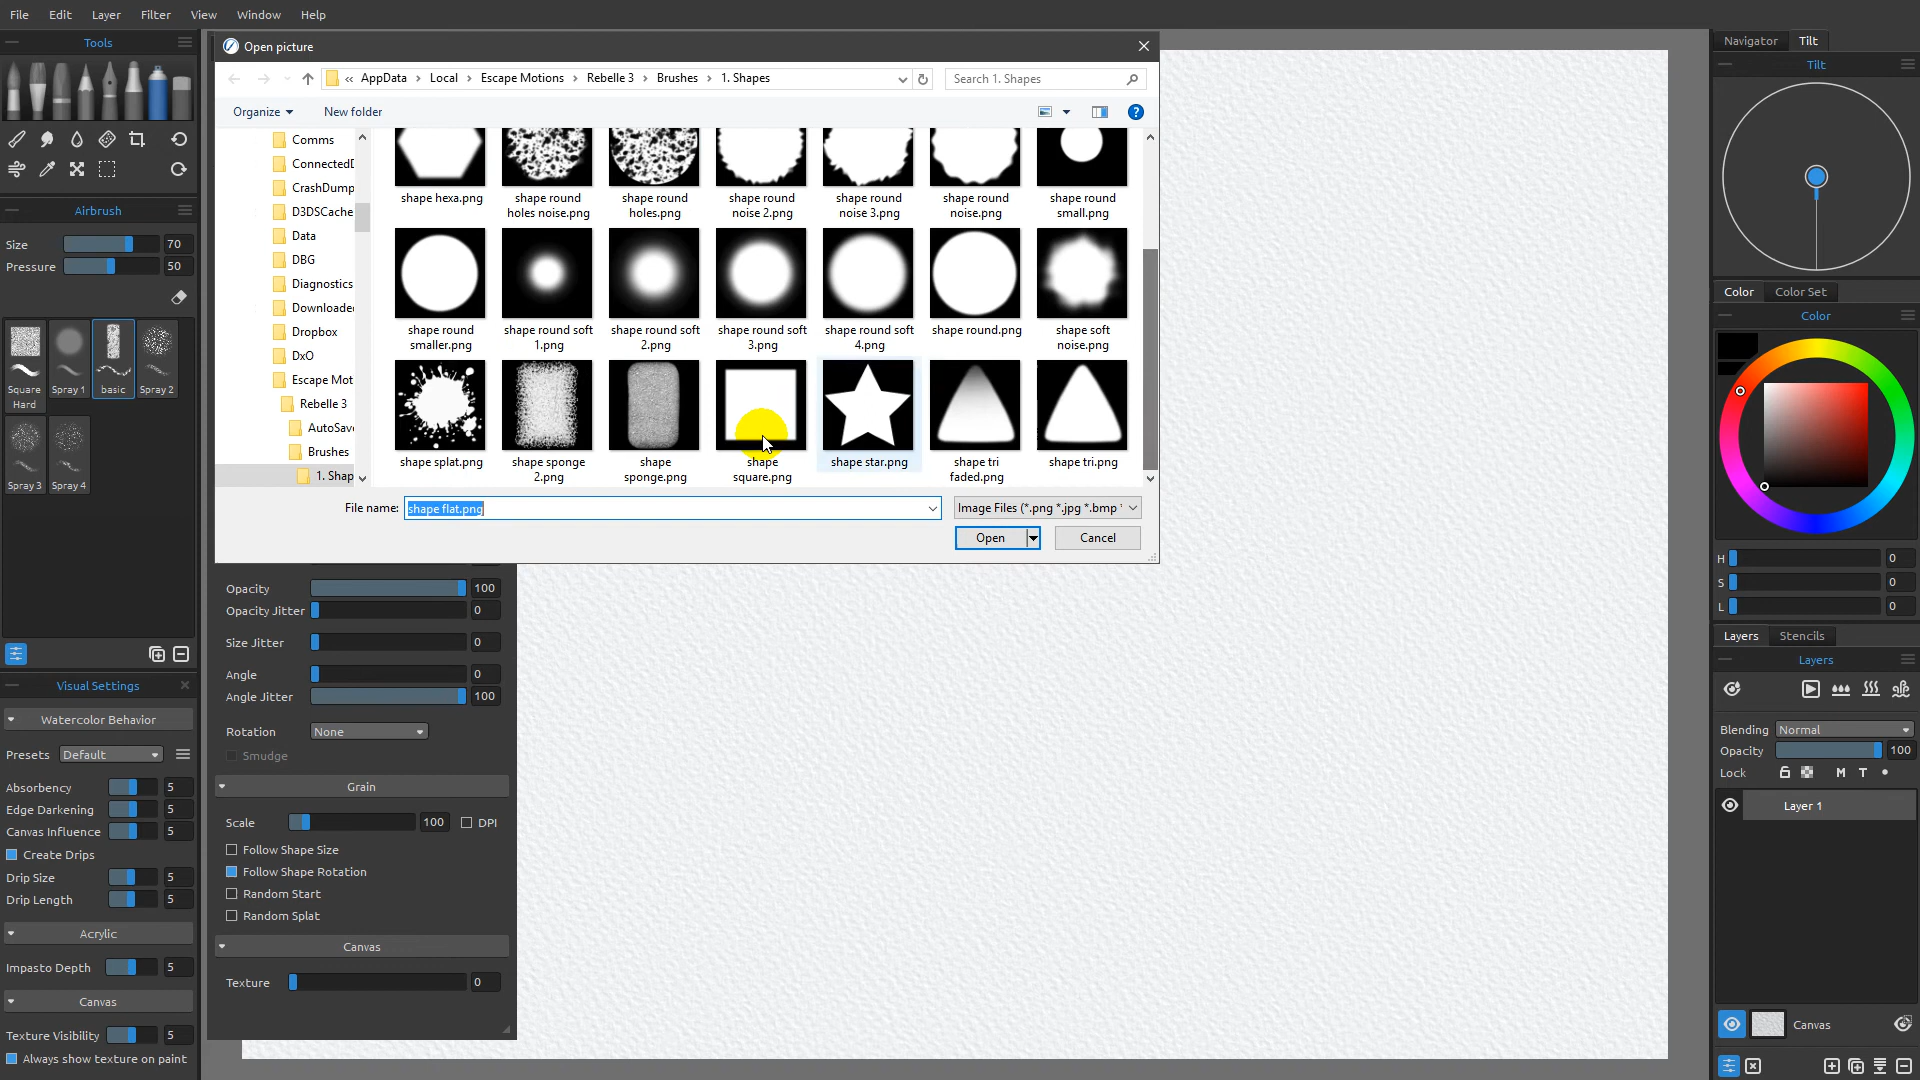 File Edit Layer Filter View Window Help
Tools
Open picture
Navigator Tilt
Tilt
« AppData › Local › Escape Motions › Rebelle 3 › Brushes › 1. Shapes
Search 1. Shapes
Organize New folder
Comms
ConnectedD
CrashDump
D3DSCache
Data
DBG
Diagnostics
Downloade
Dropbox
DxO
Escape Mot
Rebelle 3
AutoSave
Brushes
1. Shap
shape hexa.png
shape round holes noise.png
shape round holes.png
shape round noise 2.png
shape round noise 3.png
shape round noise.png
shape round small.png
shape round smaller.png
shape round soft 1.png
shape round soft 2.png
shape round soft 3.png
shape round soft 4.png
shape round.png
shape soft noise.png
shape splat.png
shape sponge 2.png
shape sponge.png
shape square.png
shape star.png
shape tri faded.png
shape tri.png
File name: shape flat.png
Image Files (*.png *.jpg *.bmp *
Open Cancel
Airbrush
Size 70
Pressure 50
Square Hard
Spray 1
basic
Spray 2
Spray 3
Spray 4
Visual Settings
Watercolor Behavior
Presets Default
Absorbency 5
Edge Darkening 5
Canvas Influence 5
Create Drips
Drip Size 5
Drip Length 5
Acrylic
Impasto Depth 5
Canvas
Texture Visibility 5
Always show texture on paint
Opacity 100
Opacity Jitter 0
Size Jitter 0
Angle 0
Angle Jitter 100
Rotation None
Smudge
Grain
Scale 100 DPI
Follow Shape Size
Follow Shape Rotation
Random Start
Random Splat
Canvas
Texture 0
Color Color Set
Color
H 0
S 0
L 0
Layers Stencils
Layers
Blending Normal
Opacity 100
Lock M T
Layer 1
Canvas